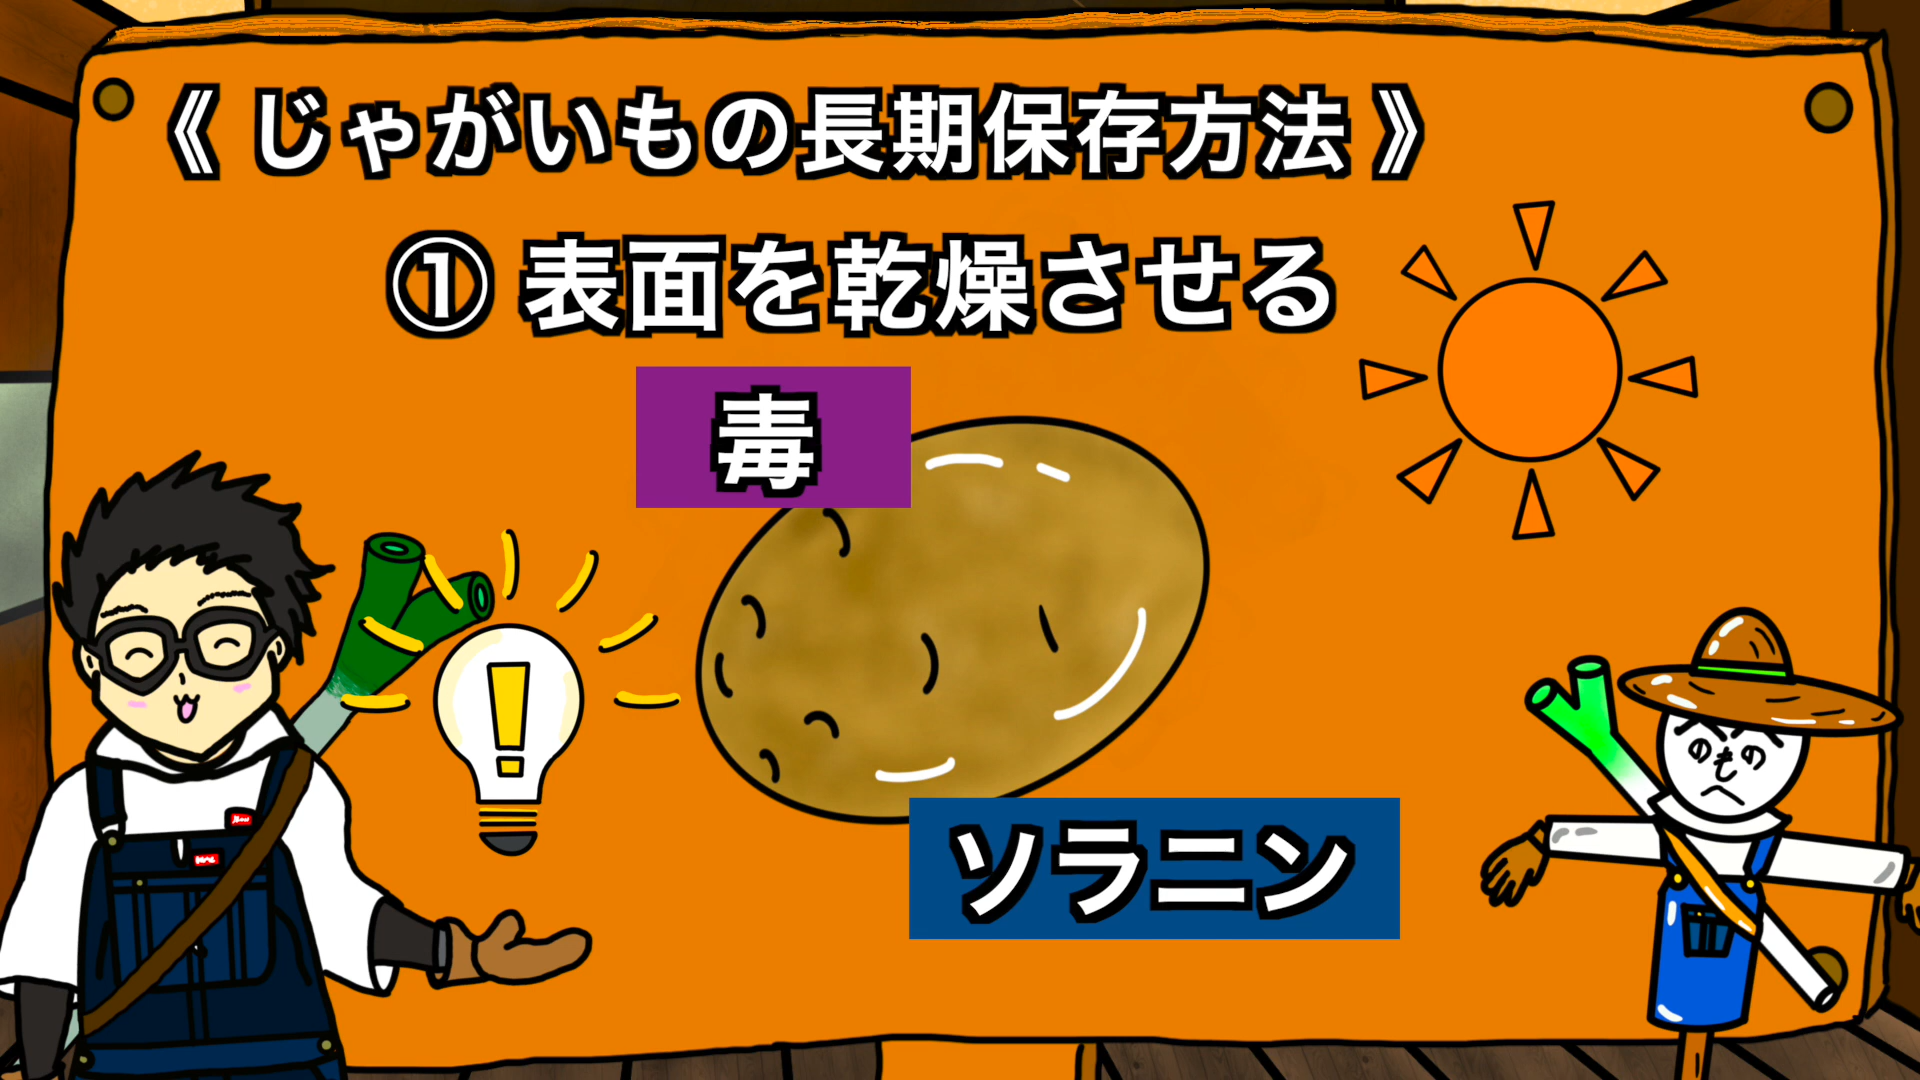 《 じゃがいもの長期保存方法 》
① 表面を乾燥させる
毒
ソラニン